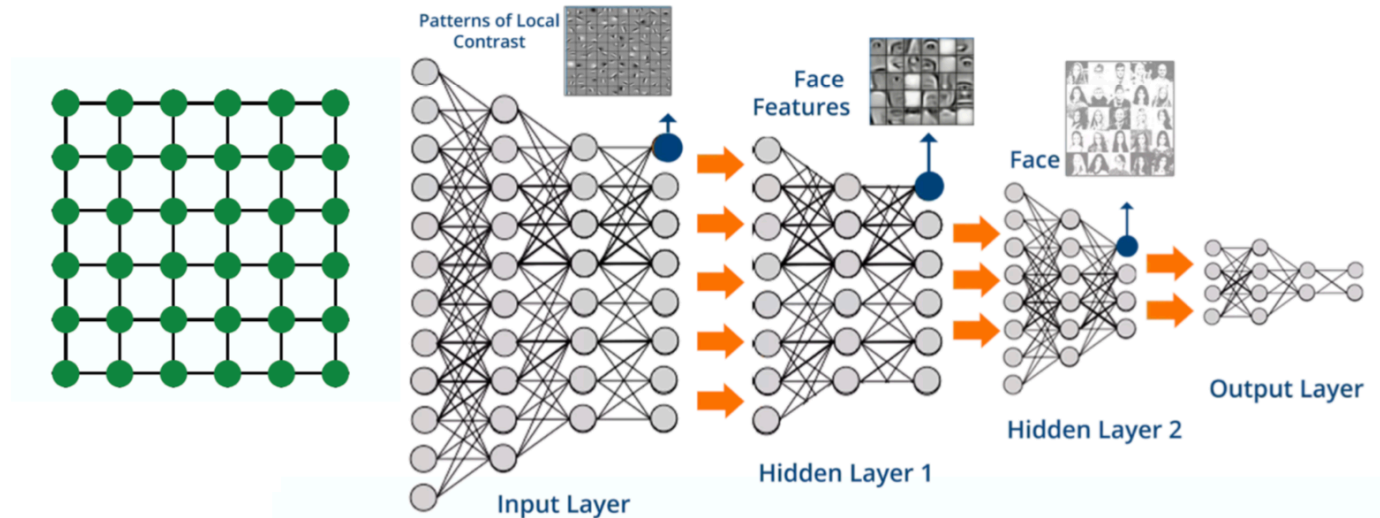 Patterns of Local
Contrast
Face
Features
Face
Input Layer
Hidden Layer 1
Hidden Layer 2
Output Layer